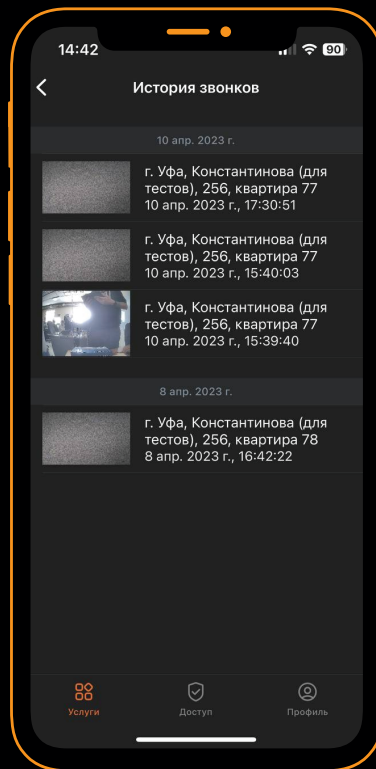 14:42
90
История звонков
10 апр. 2023 г.
г. Уфа, Константинова (для
тестов), 256, квартира 77
10 апр. 2023 г., 17:30:51
г. Уфа, Константинова (для
тестов), 256, квартира 77
10 апр. 2023 г., 15:40:03
г. Уфа, Константинова (для
тестов), 256, квартира 77
10 апр. 2023 г., 15:39:40
8 апр. 2023 г.
г. Уфа, Константинова (для
тестов), 256, квартира 78
8 апр. 2023 г., 16:42:22
Услуги
Доступ
Профиль